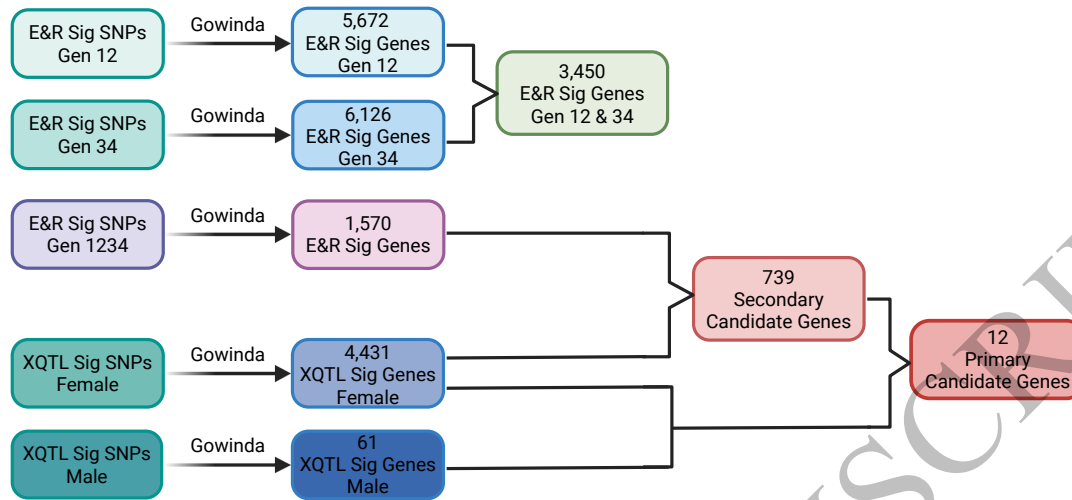 E&R Sig SNPs
Gen 12
Gowinda
5,672
E&R Sig Genes
Gen 12
E&R Sig SNPs
Gen 34
Gowinda
6,126
E&R Sig Genes
Gen 34
3,450
E&R Sig Genes
Gen 12 & 34
E&R Sig SNPs
Gen 1234
Gowinda
1,570
E&R Sig Genes
739
Secondary
Candidate Genes
XQTL Sig SNPs
Female
Gowinda
4,431
XQTL Sig Genes
Female
12
Primary
Candidate Genes
XQTL Sig SNPs
Male
Gowinda
61
XQTL Sig Genes
Male